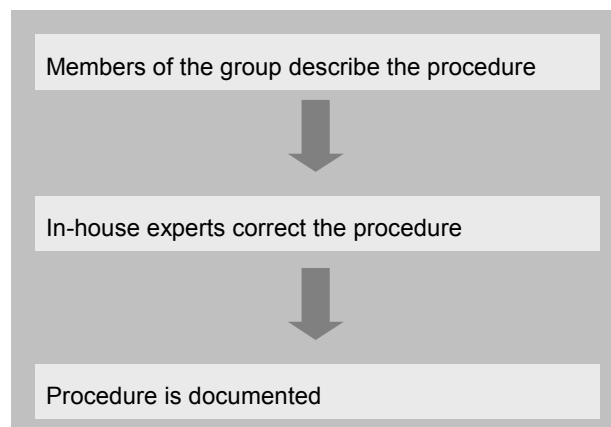 Members of the group describe the procedure
In-house experts correct the procedure
Procedure is documented